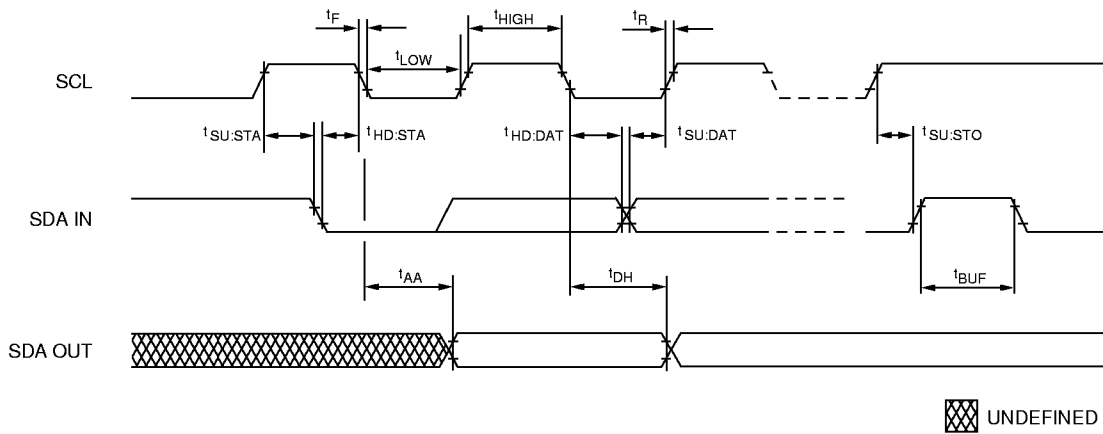 tF
tHIGH
tR
tLOW
SCL
tSU:STA
tHD:STA
tHD:DAT
tSU:DAT
tSU:STO
SDA IN
tAA
tDH
tBUF
SDA OUT
UNDEFINED